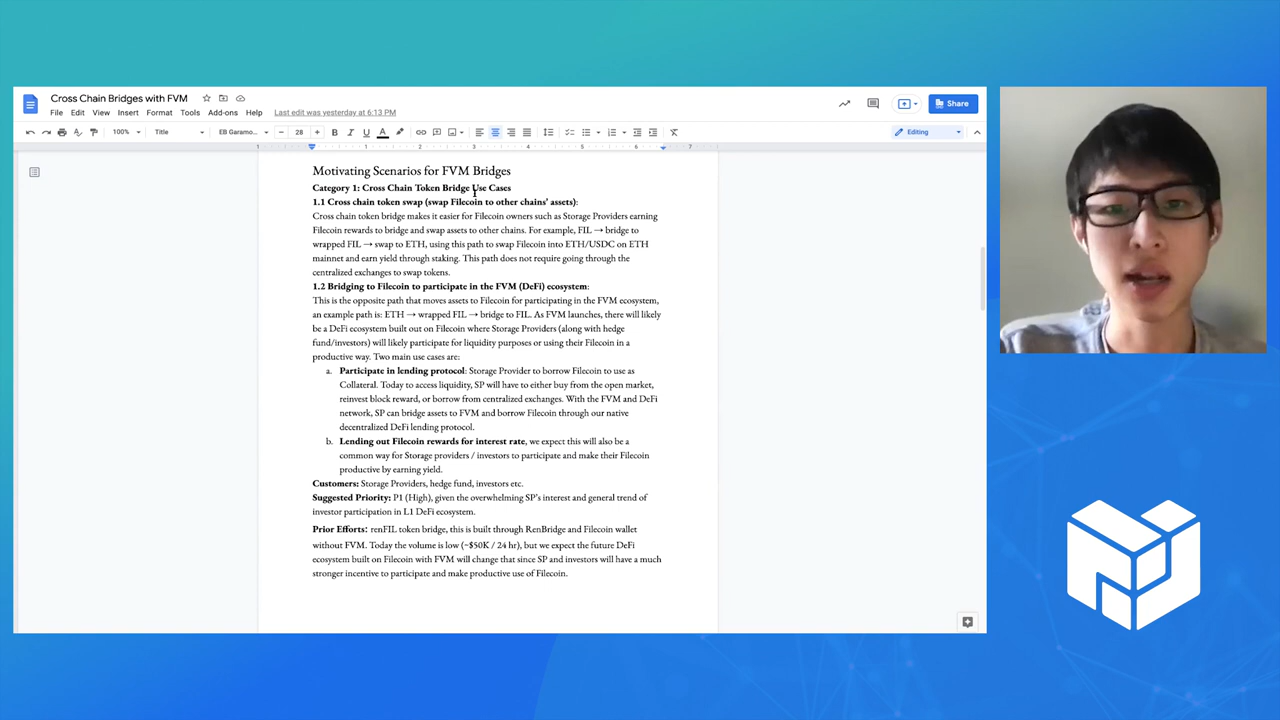 Cross Chain Bridges with FVM
File Edit View Insert Format Tools Add-ons Help Last edit was yesterday at 6:13 PM
Share
100% Title EB Garamo... 28 B I U A Editing
1 1 2 3 4 5 6 7
Motivating Scenarios for FVM Bridges
Category 1: Cross Chain Token Bridge Use Cases
1.1 Cross chain token swap (swap Filecoin to other chains' assets):
Cross chain token bridge makes it easier for Filecoin owners such as Storage Providers earning
Filecoin rewards to bridge and swap assets to other chains. For example, FIL → bridge to
wrapped FIL → swap to ETH, using this path to swap Filecoin into ETH/USDC on ETH
mainnet and earn yield through staking. This path does not require going through the
centralized exchanges to swap tokens.
1.2 Bridging to Filecoin to participate in the FVM (DeFi) ecosystem:
This is the opposite path that moves assets to Filecoin for participating in the FVM ecosystem,
an example path is: ETH → wrapped FIL → bridge to FIL. As FVM launches, there will likely
be a DeFi ecosystem built out on Filecoin where Storage Providers (along with hedge
fund/investors) will likely participate for liquidity purposes or using their Filecoin in a
productive way. Two main use cases are:
a. Participate in lending protocol: Storage Provider to borrow Filecoin to use as
Collateral. Today to access liquidity, SP will have to either buy from the open market,
reinvest block reward, or borrow from centralized exchanges. With the FVM and DeFi
network, SP can bridge assets to FVM and borrow Filecoin through our native
decentralized DeFi lending protocol.
b. Lending out Filecoin rewards for interest rate, we expect this will also be a
common way for Storage providers / investors to participate and make their Filecoin
productive by earning yield.
Customers: Storage Providers, hedge fund, investors etc.
Suggested Priority: P1 (High), given the overwhelming SP's interest and general trend of
investor participation in L1 DeFi ecosystem.
Prior Efforts: renFIL token bridge, this is built through RenBridge and Filecoin wallet
without FVM. Today the volume is low (~$50K / 24 hr), but we expect the future DeFi
ecosystem built on Filecoin with FVM will change that since SP and investors will have a much
stronger incentive to participate and make productive use of Filecoin.